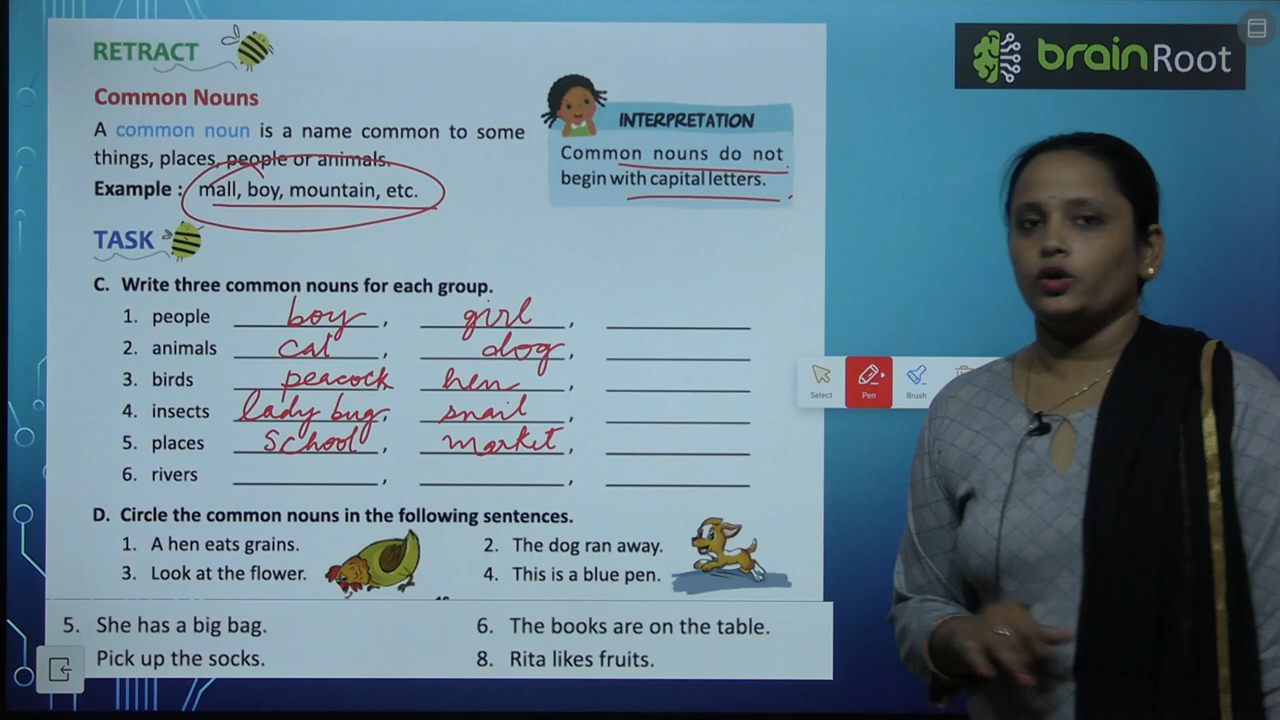 RETRACT
brainRoot
Common Nouns
A common noun is a name common to some
things, places, people or animals.
Example : mall, boy, mountain, etc.
INTERPRETATION
Common nouns do not
begin with capital letters.
TASK
C. Write three common nouns for each group.
1. people boy, girl
2. animals cat, dog,
3. birds peacock hen
4. insects lady bug, snail
5. places School, market,
6. rivers
Select Pen Brush
D. Circle the common nouns in the following sentences.
1. A hen eats grains. 2. The dog ran away.
3. Look at the flower. 4. This is a blue pen.
5. She has a big bag. 6. The books are on the table.
Pick up the socks. 8. Rita likes fruits.